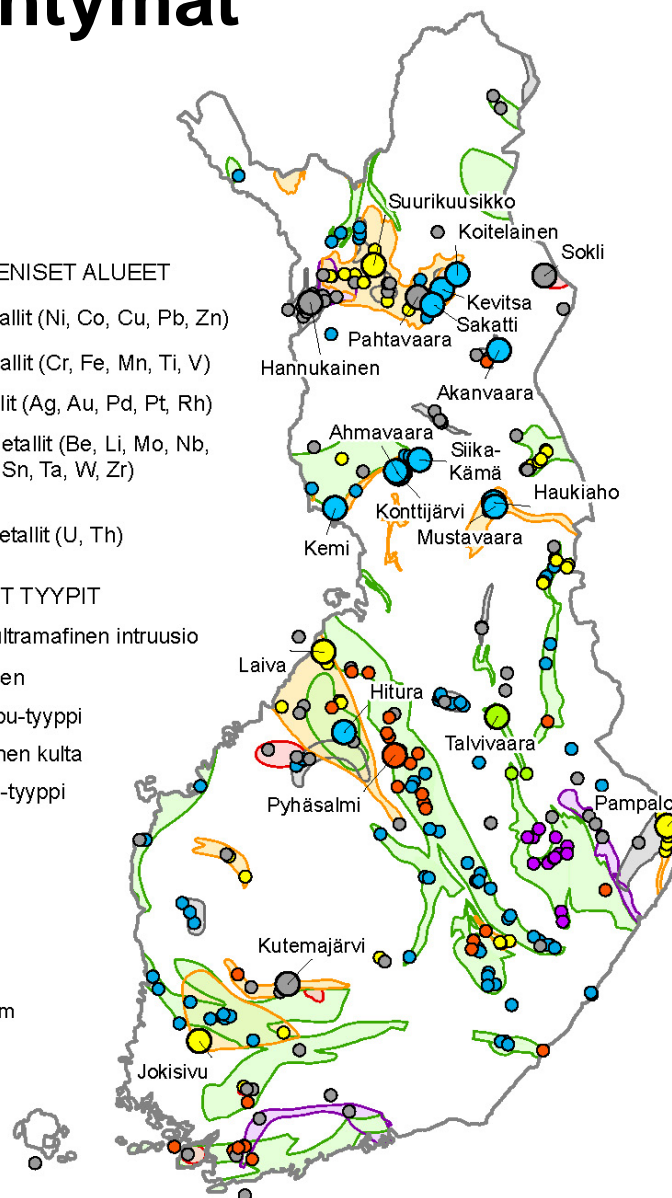 ntymät
ENISET ALUEET
allit (Ni, Co, Cu, Pb, Zn)
allit (Cr, Fe, Mn, Ti, V)
llit (Ag, Au, Pd, Pt, Rh)
etallit (Be, Li, Mo, Nb,
Sn, Ta, W, Zr)
etallit (U, Th)
T TYYPIT
ultramafinen intruusio
en
pu-tyyppi
nen kulta
-tyyppi
m
Suurikuusikko
Koitelainen
Sokli
Kevitsa
Sakatti
Pahtavaara
Hannukainen
Akanvaara
Ahmavaara
Siika-
Kämä
Konttijärvi
Haukiaho
Mustavaara
Kemi
Laiva
Hitura
Talvivaara
Pyhäsalmi
Pampalo
Kutemajärvi
Jokisivu